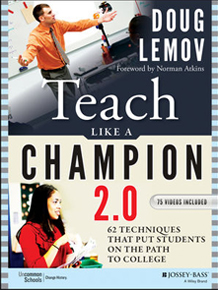 DOUG
LEMOV
Foreword by Norman Atkins
Teach
LIKE A
CHAMPION
2.0
75 VIDEOS INCLUDED
62 TECHNIQUES
THAT PUT STUDENTS
ON THE PATH
TO COLLEGE
Uncommon
Schools
Change History
JOSSEY-BASS
A Wiley Brand